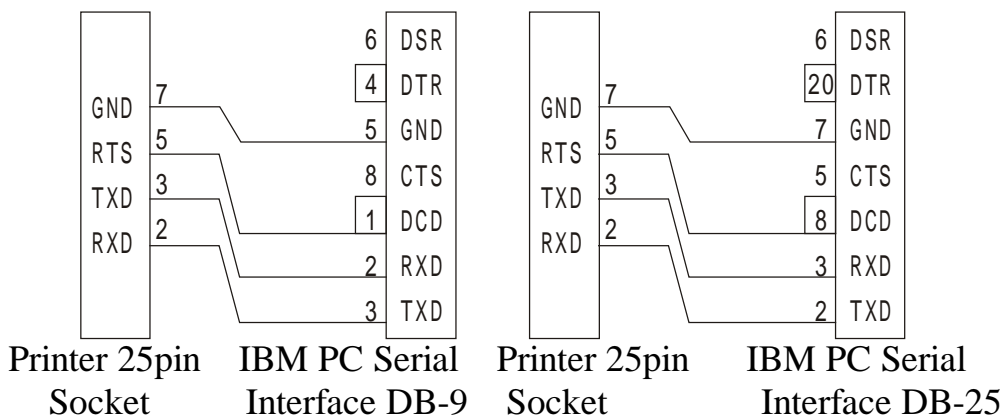 6 DSR
4 DTR
GND 7
5 GND
RTS 5
8 CTS
TXD 3
1 DCD
RXD 2
2 RXD
3 TXD
Printer 25pin
Socket
IBM PC Serial
Interface DB-9
6 DSR
20 DTR
GND 7
7 GND
RTS 5
5 CTS
TXD 3
8 DCD
RXD 2
3 RXD
2 TXD
Printer 25pin
Socket
IBM PC Serial
Interface DB-25